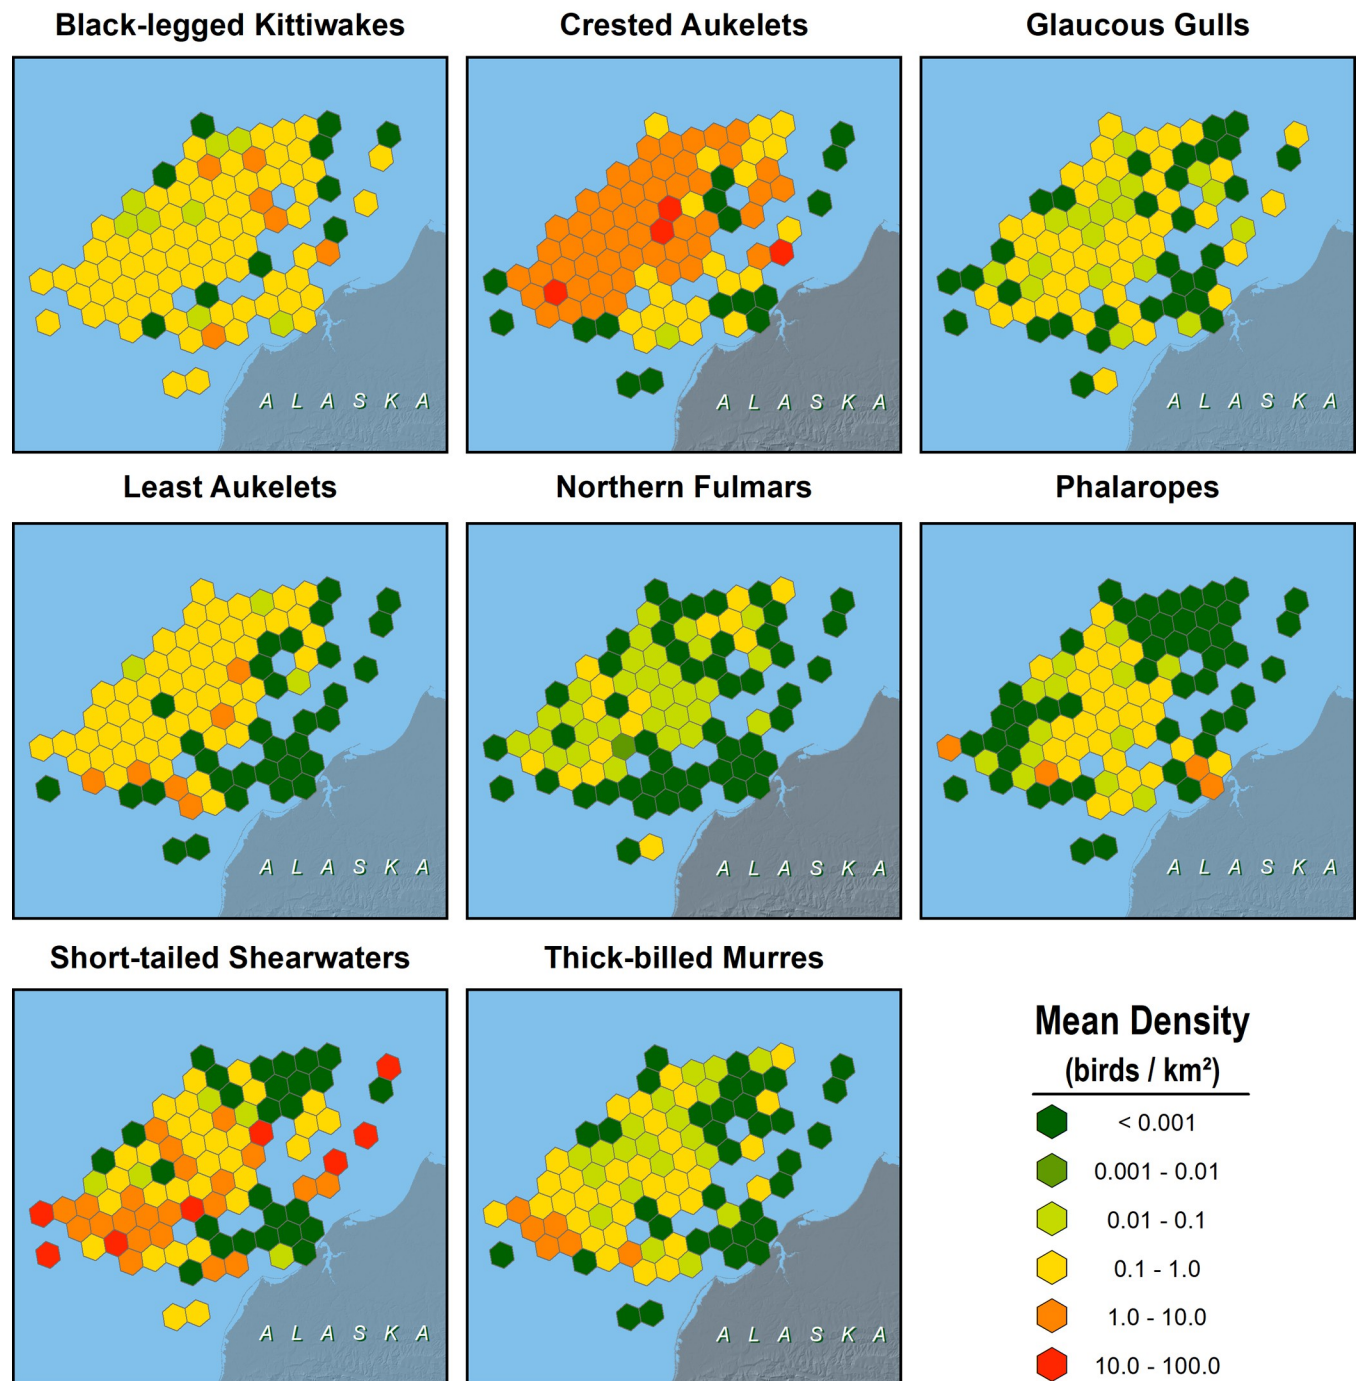 Black-legged Kittiwakes
Crested Aukelets
Glaucous Gulls
A L A S K A
A L A S K A
A L A S K A
Least Aukelets
Northern Fulmars
Phalaropes
A L A S K A
A L A S K A
A L A S K A
Short-tailed Shearwaters
Thick-billed Murres
A L A S K A
A L A S K A
Mean Density
(birds / km²)
< 0.001
0.001 - 0.01
0.01 - 0.1
0.1 - 1.0
1.0 - 10.0
10.0 - 100.0